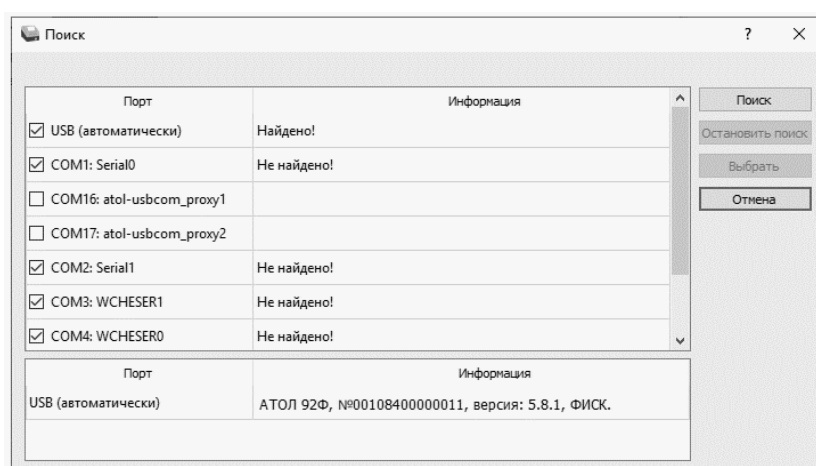 Поиск
? ×
Порт Информация
USB (автоматически) Найдено!
Поиск
COM1: Serial0 Не найдено!
Остановить поиск
COM16: atol-usbcom_proxy1
Выбрать
COM17: atol-usbcom_proxy2
Отмена
COM2: Serial1 Не найдено!
COM3: WCHESER1 Не найдено!
COM4: WCHESER0 Не найдено!
Порт Информация
USB (автоматически) АТОЛ 92Ф, №00108400000011, версия: 5.8.1, ФИСК.